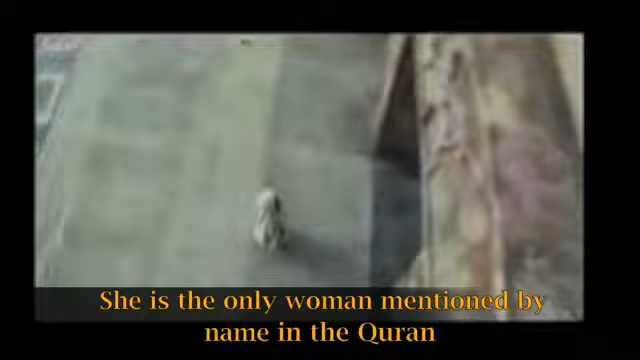 She is the only woman mentioned by
name in the Quran